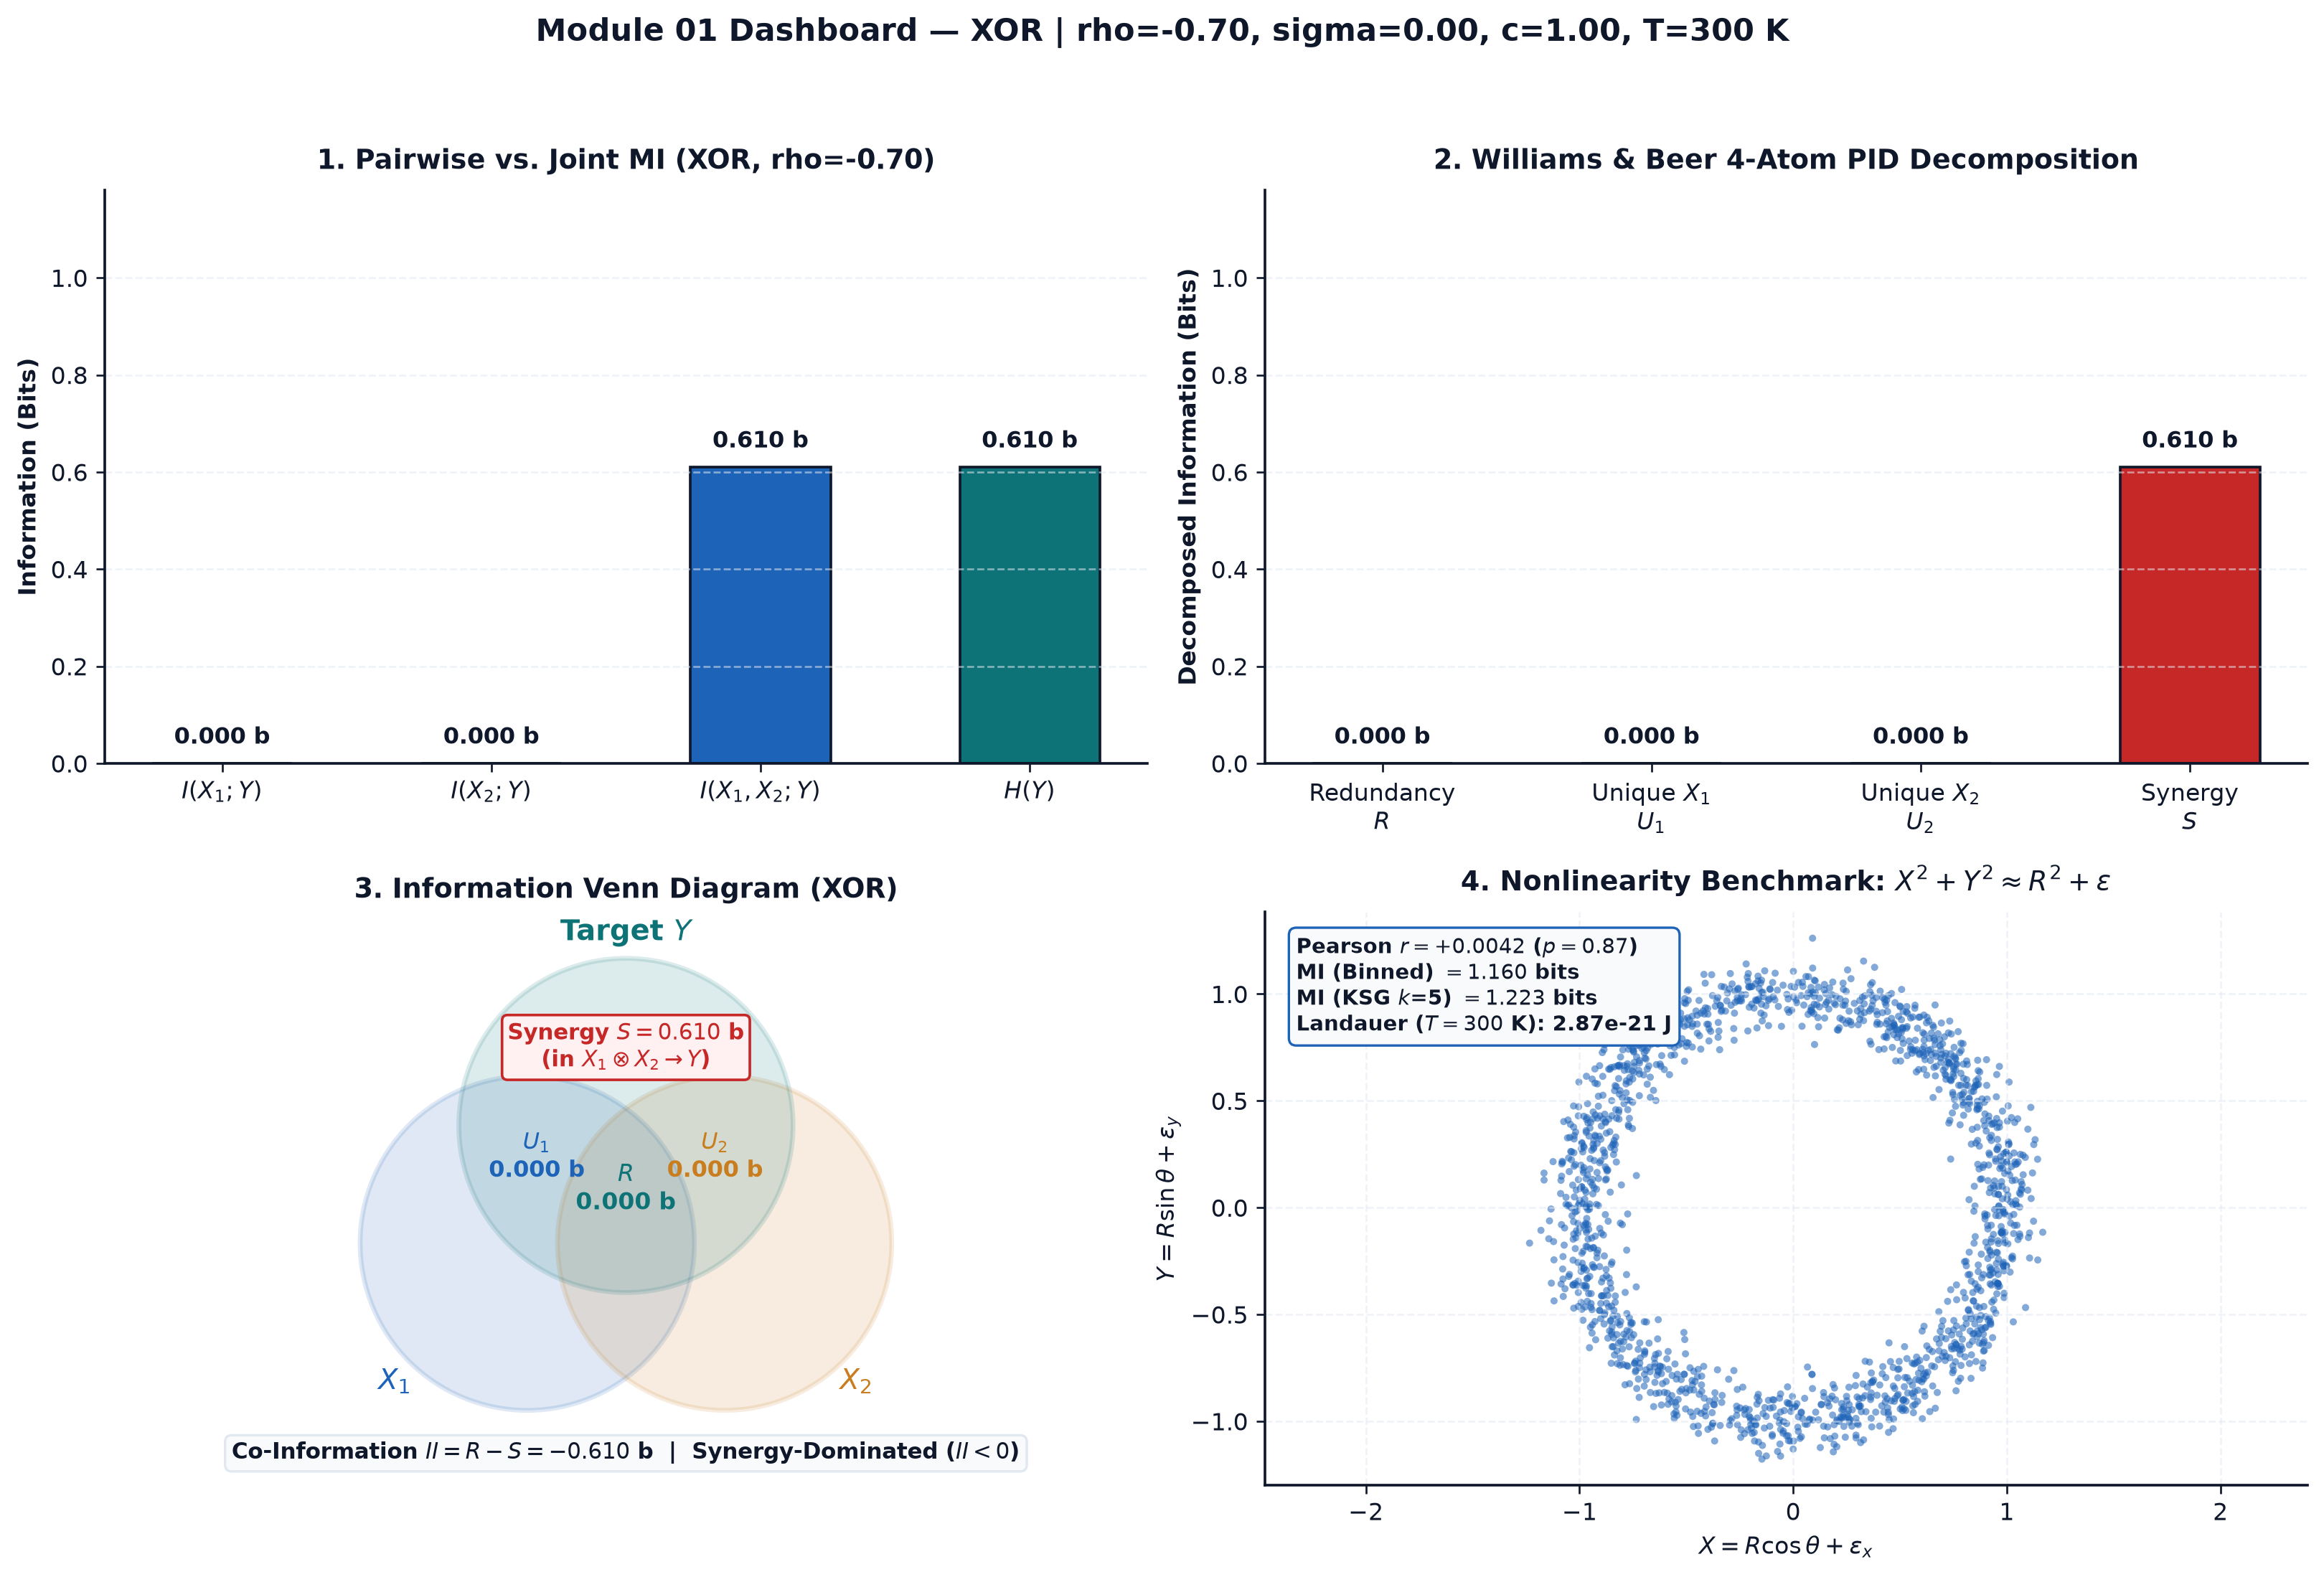 Module 01 Dashboard — XOR | rho=-0.70, sigma=0.00, c=1.00, T=300 K
1. Pairwise vs. Joint MI (XOR, rho=-0.70)
Information (Bits)
1.0
0.8
0.6
0.4
0.2
0.0
0.000 b
0.000 b
0.610 b
0.610 b
I(X₁; Y)
I(X₂; Y)
I(X₁, X₂; Y)
H(Y)
2. Williams & Beer 4-Atom PID Decomposition
Decomposed Information (Bits)
1.0
0.8
0.6
0.4
0.2
0.0
0.000 b
0.000 b
0.000 b
0.610 b
Redundancy
R
Unique X₁
U₁
Unique X₂
U₂
Synergy
S
3. Information Venn Diagram (XOR)
Target Y
Synergy S = 0.610 b
(in X₁ ⊗ X₂ → Y)
U₁
0.000 b
U₂
0.000 b
R
0.000 b
X₁
X₂
Co-Information II = R − S = −0.610 b | Synergy-Dominated (II < 0)
4. Nonlinearity Benchmark: X² + Y² ≈ R² + ε
Pearson r = +0.0042 (p = 0.87)
MI (Binned) = 1.160 bits
MI (KSG k=5) = 1.223 bits
Landauer (T = 300 K): 2.87e-21 J
Y = R sin θ + ε_y
1.0
0.5
0.0
−0.5
−1.0
−2
−1
0
1
2
X = R cos θ + εₓ